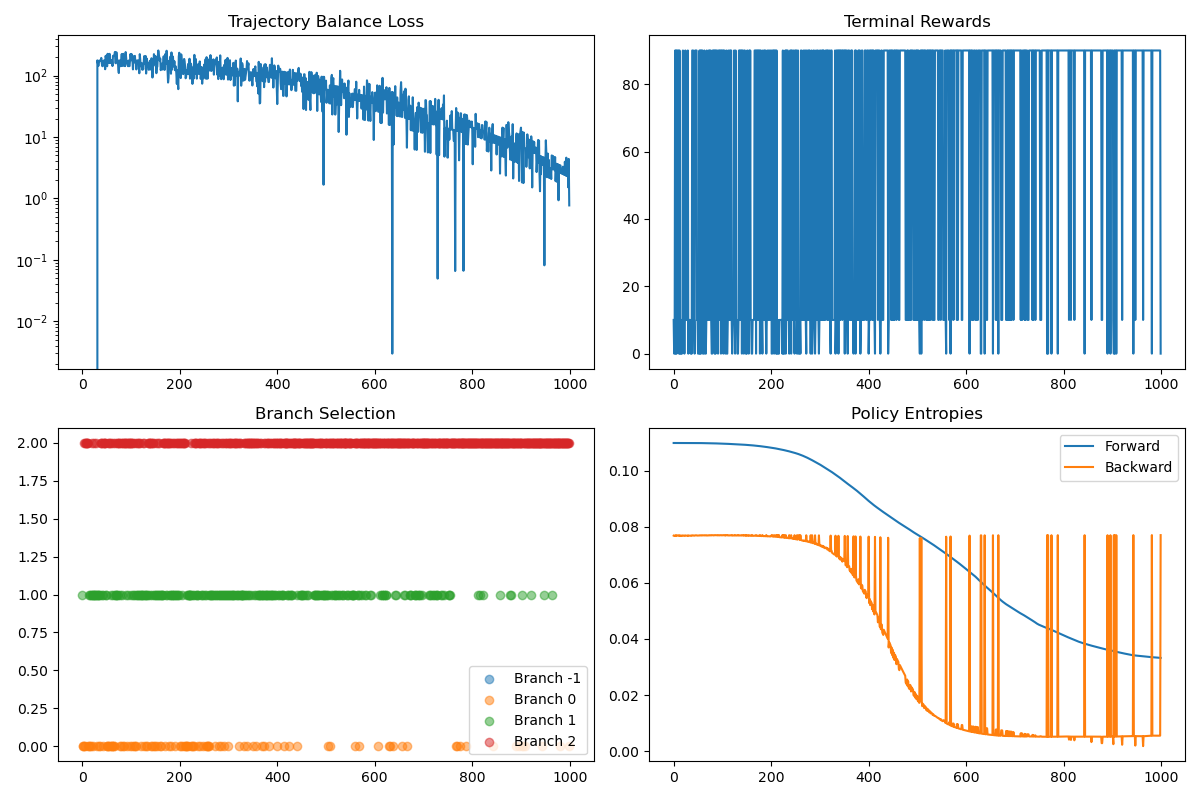 Trajectory Balance Loss
10²
10¹
10⁰
10⁻¹
10⁻²
0 200 400 600 800 1000
Terminal Rewards
80
60
40
20
0
0 200 400 600 800 1000
Branch Selection
2.00
1.75
1.50
1.25
1.00
0.75
0.50
0.25
0.00
Branch -1
Branch 0
Branch 1
Branch 2
0 200 400 600 800 1000
Policy Entropies
Forward
Backward
0.10
0.08
0.06
0.04
0.02
0.00
0 200 400 600 800 1000